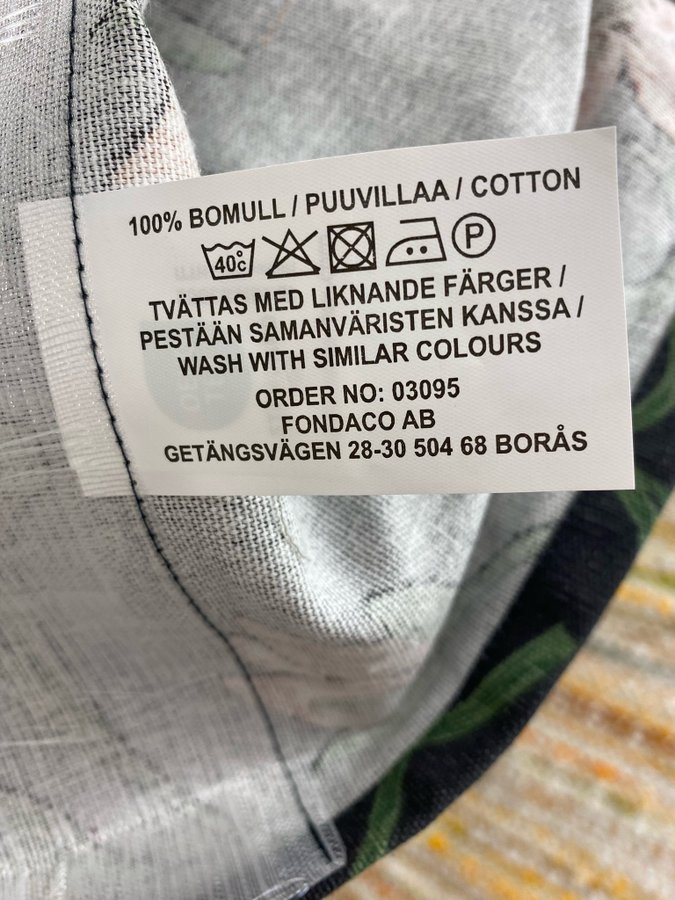 100% BOMULL / PUUVILLAA / COTTON
40°C P
TVÄTTAS MED LIKNANDE FÄRGER /
PESTÄÄN SAMANVÄRISTEN KANSSA /
WASH WITH SIMILAR COLOURS
ORDER NO: 03095
FONDACO AB
GETÄNGSVÄGEN 28-30 504 68 BORÅS